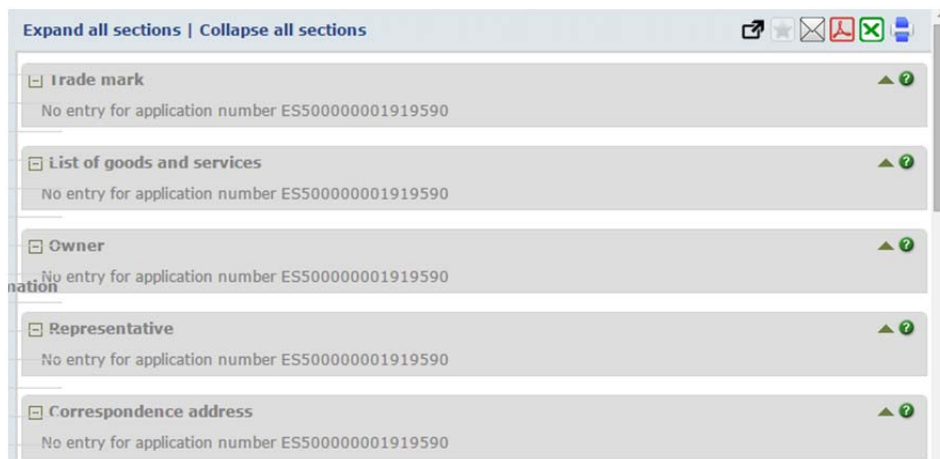 Expand all sections | Collapse all sections
Trade mark
No entry for application number ES500000001919590
List of goods and services
No entry for application number ES500000001919590
Owner
No entry for application number ES500000001919590
mation
Representative
No entry for application number ES500000001919590
Correspondence address
No entry for application number ES500000001919590